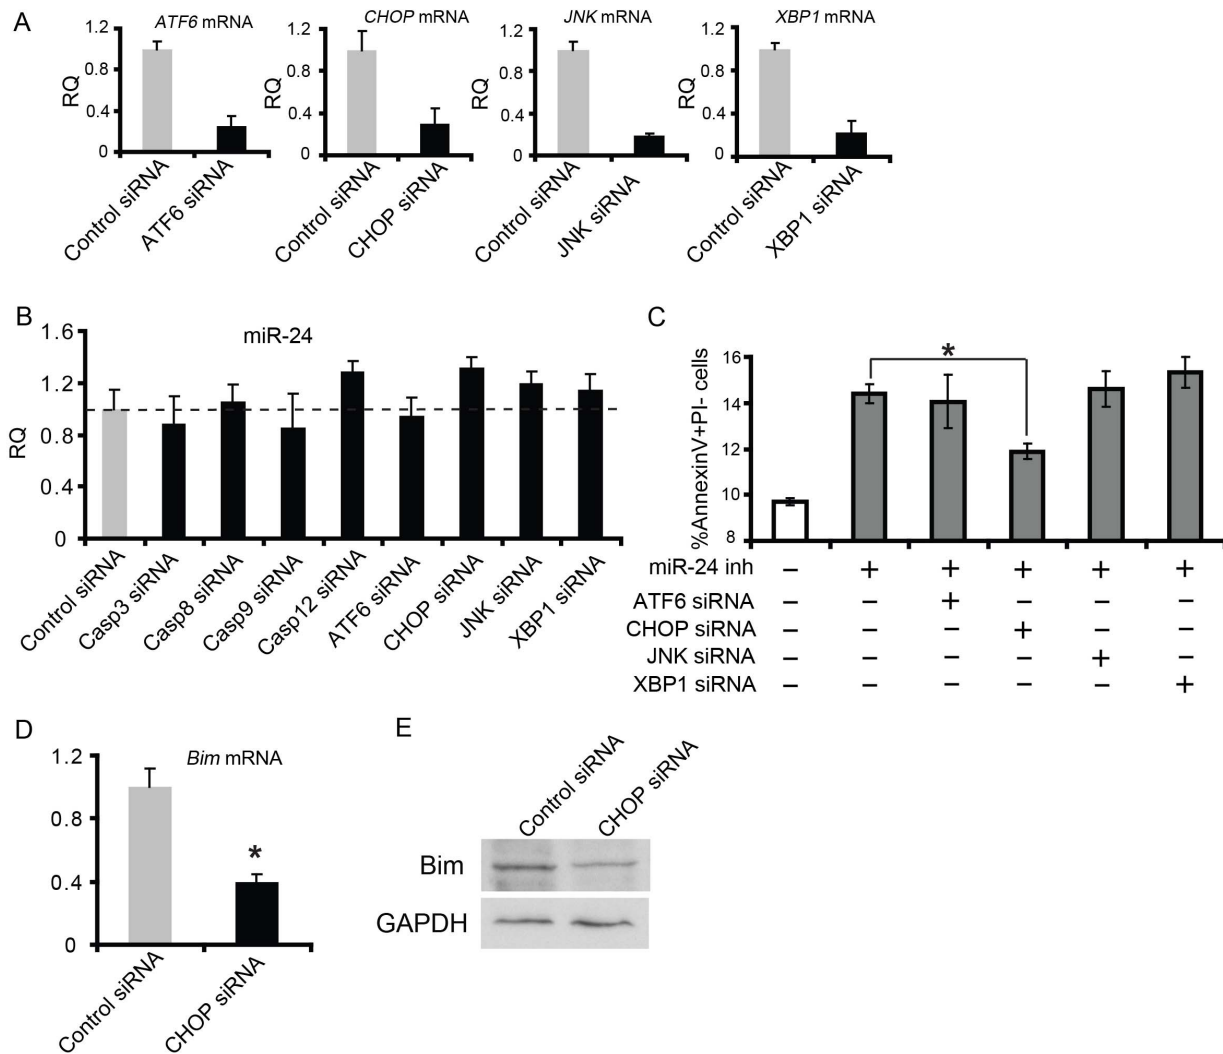 A
ATF6 mRNA
CHOP mRNA
JNK mRNA
XBP1 mRNA
1.2
0.8
0.4
0
RQ
1.2
0.8
0.4
0
RQ
1.2
0.8
0.4
0
RQ
1.2
0.8
0.4
0
RQ
Control siRNA
ATF6 siRNA
Control siRNA
CHOP siRNA
Control siRNA
JNK siRNA
Control siRNA
XBP1 siRNA
B
miR-24
1.6
1.2
0.8
0.4
0
RQ
Control siRNA
Casp3 siRNA
Casp8 siRNA
Casp9 siRNA
Casp12 siRNA
ATF6 siRNA
CHOP siRNA
JNK siRNA
XBP1 siRNA
C
*
16
14
12
10
8
%AnnexinV+PI- cells
miR-24 inh – + + + + +
ATF6 siRNA – – + – – –
CHOP siRNA – – – + – –
JNK siRNA – – – – + –
XBP1 siRNA – – – – – +
D
Bim mRNA
1.2
0.8
0.4
0
*
Control siRNA
CHOP siRNA
E
Control siRNA
CHOP siRNA
Bim
GAPDH